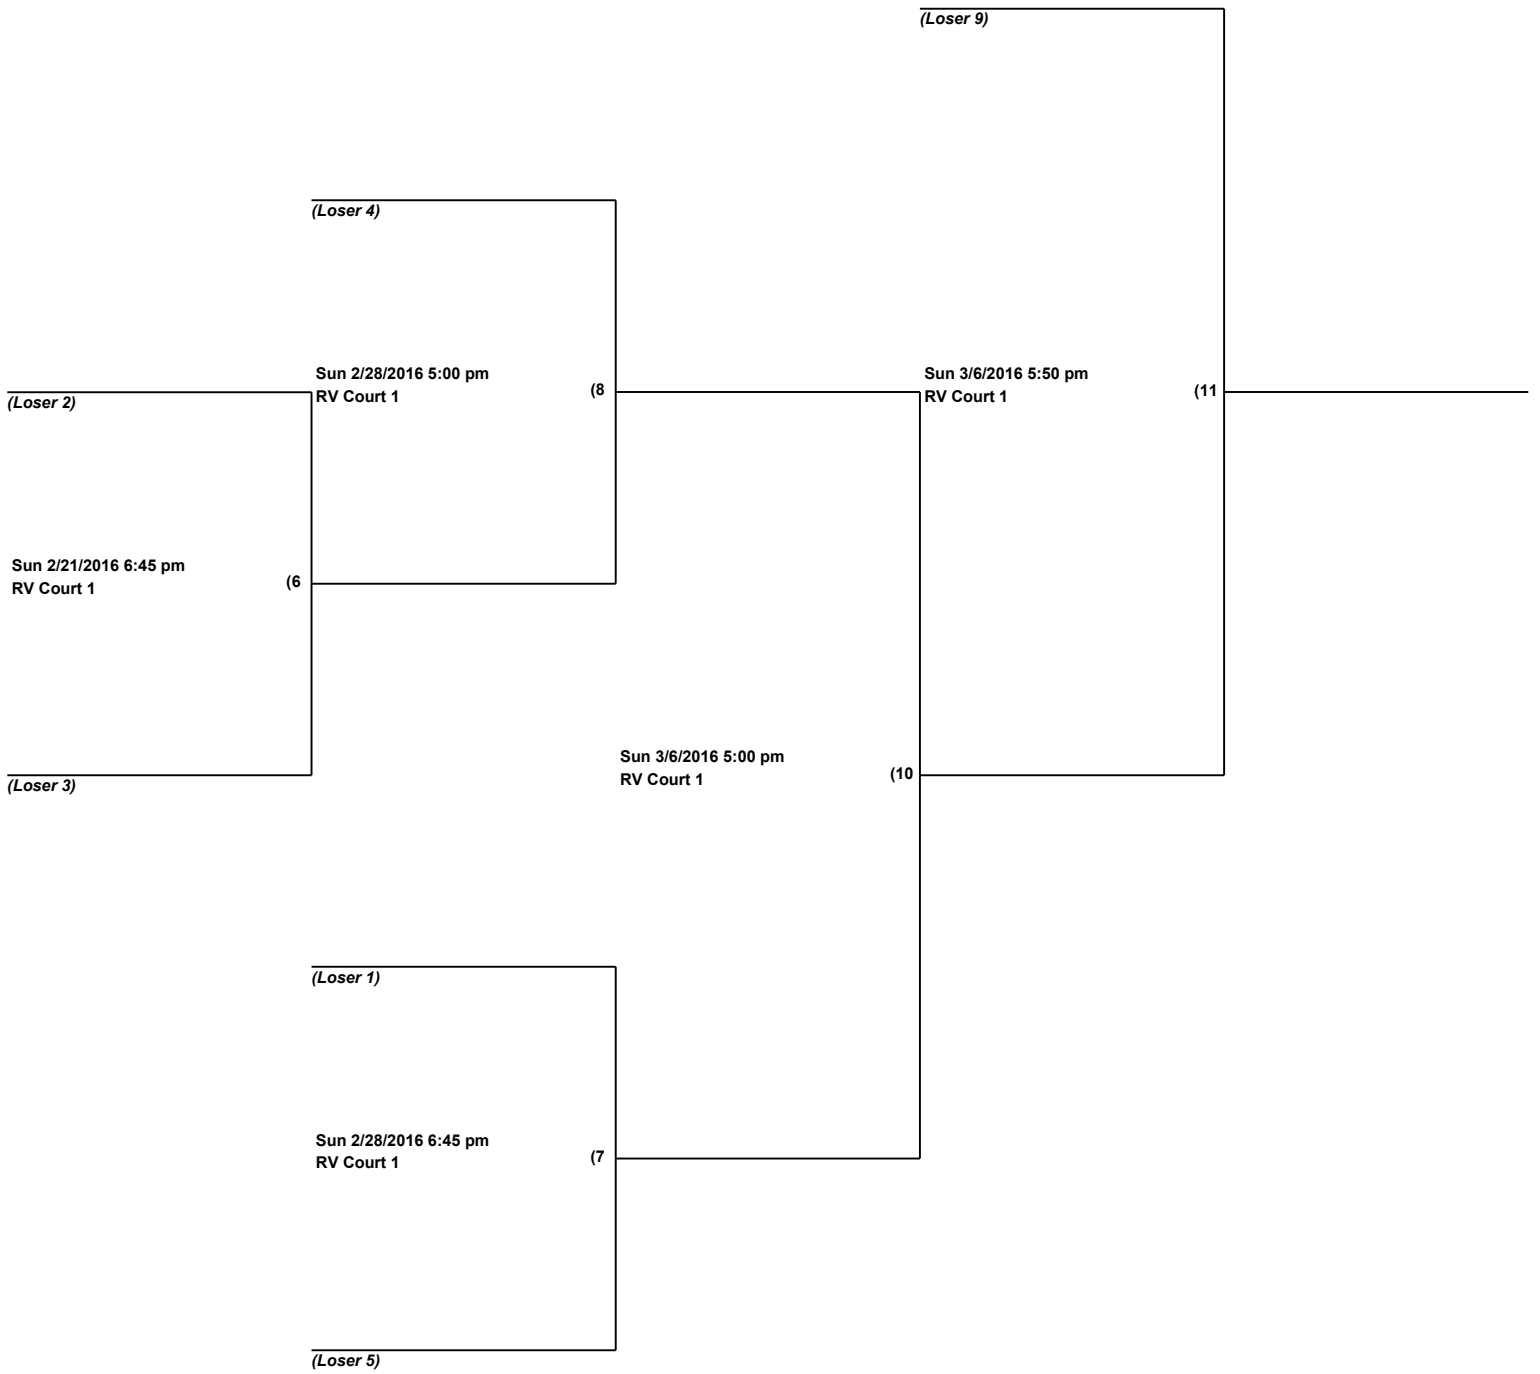 (Loser 9)
(Loser 4)
Sun 2/28/2016 5:00 pm
RV Court 1
(8
Sun 3/6/2016 5:50 pm
RV Court 1
(11
(Loser 2)
Sun 2/21/2016 6:45 pm
RV Court 1
(6
Sun 3/6/2016 5:00 pm
RV Court 1
(10
(Loser 3)
(Loser 1)
Sun 2/28/2016 6:45 pm
RV Court 1
(7
(Loser 5)